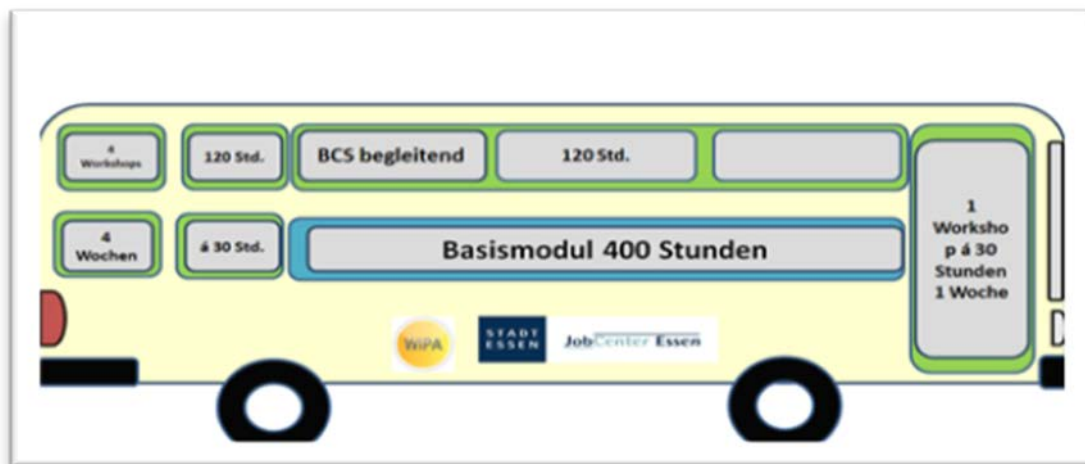 4
Workshops
120 Std.
BCS begleitend
120 Std.
4
Wochen
á 30 Std.
Basismodul 400 Stunden
1
Worksho
p á 30
Stunden
1 Woche
WiPA
STADT
ESSEN
JobCenter Essen